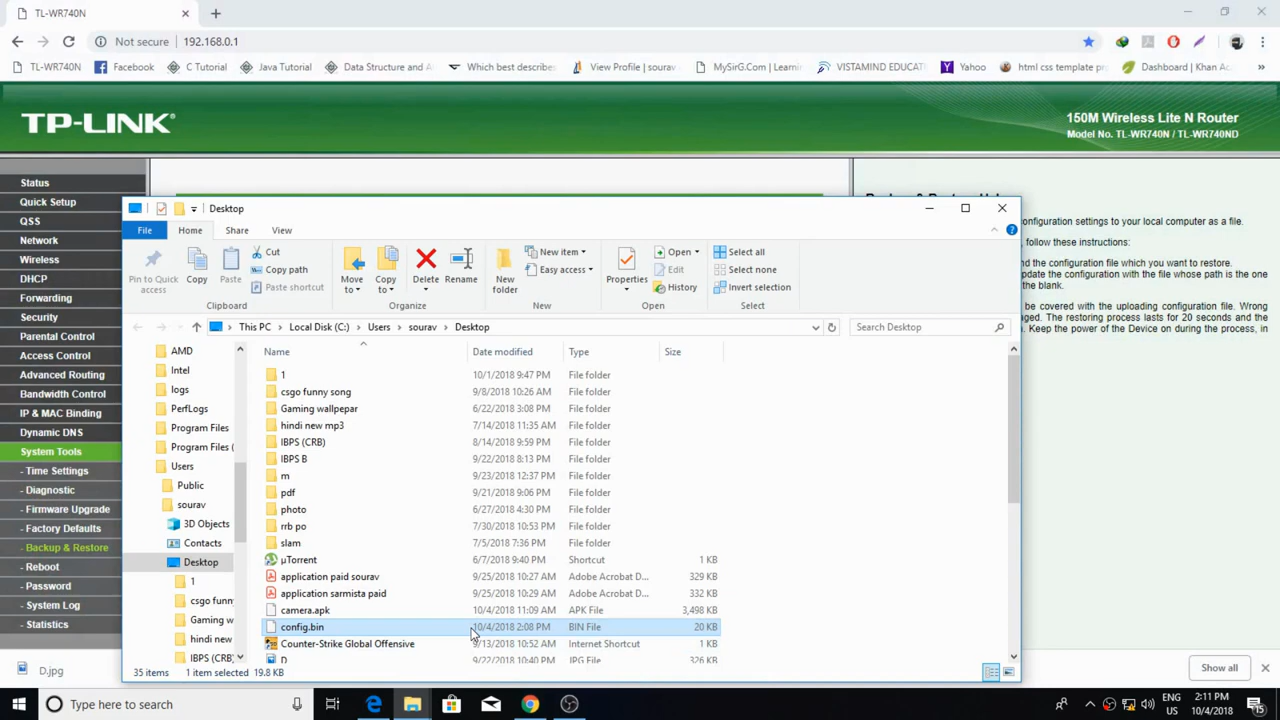 TL-WR740N
Not secure 192.168.0.1
TL-WR740N Facebook C Tutorial Java Tutorial Data Structure and A Which best describes View Profile | sourav MySirG.Com | Learni VISTAMIND EDUCAT Yahoo html css template pr Dashboard | Khan Ac »
TP-LINK®
150M Wireless Lite N Router
Model No. TL-WR740N / TL-WR740ND
Status
Quick Setup
QSS
Network
Wireless
DHCP
Forwarding
Security
Parental Control
Access Control
Advanced Routing
Bandwidth Control
IP & MAC Binding
Dynamic DNS
System Tools
- Time Settings
- Diagnostic
- Firmware Upgrade
- Factory Defaults
- Backup & Restore
- Reboot
- Password
- System Log
- Statistics
onfiguration settings to your local computer as a file.
, follow these instructions:
nd the configuration file which you want to restore.
pdate the configuration with the file whose path is the one
the blank.
be covered with the uploading configuration file. Wrong
aged. The restoring process lasts for 20 seconds and the
. Keep the power of the Device on during the process, in
Desktop
File Home Share View
Pin to Quick access
Copy
Paste
Cut
Copy path
Paste shortcut
Clipboard
Move to
Copy to
Delete
Rename
Organize
New folder
New item
Easy access
New
Properties
Open
Edit
History
Open
Select all
Select none
Invert selection
Select
This PC Local Disk (C:) Users sourav Desktop
Search Desktop
AMD
Intel
logs
PerfLogs
Program Files
Program Files (
Users
Public
sourav
3D Objects
Contacts
Desktop
1
csgo funny
Gaming w
hindi new
IBPS (CRB)
Name Date modified Type Size
1 10/1/2018 9:47 PM File folder
csgo funny song 9/8/2018 10:26 AM File folder
Gaming wallpepar 6/22/2018 3:08 PM File folder
hindi new mp3 7/14/2018 11:35 AM File folder
IBPS (CRB) 8/14/2018 9:59 PM File folder
IBPS B 9/22/2018 8:13 PM File folder
m 9/23/2018 12:37 PM File folder
pdf 9/21/2018 9:06 PM File folder
photo 6/27/2018 4:30 PM File folder
rrb po 7/30/2018 10:53 PM File folder
slam 7/5/2018 7:36 PM File folder
µTorrent 6/7/2018 9:40 PM Shortcut 1 KB
application paid sourav 9/25/2018 10:27 AM Adobe Acrobat D... 329 KB
application sarmista paid 9/25/2018 10:29 AM Adobe Acrobat D... 332 KB
camera.apk 10/4/2018 11:09 AM APK File 3,498 KB
config.bin 10/4/2018 2:08 PM BIN File 20 KB
Counter-Strike Global Offensive 9/13/2018 10:52 AM Internet Shortcut 1 KB
D 9/22/2018 10:40 PM JPG File 326 KB
35 items 1 item selected 19.8 KB
D.jpg
Show all
Type here to search
ENG
US
2:11 PM
10/4/2018
15